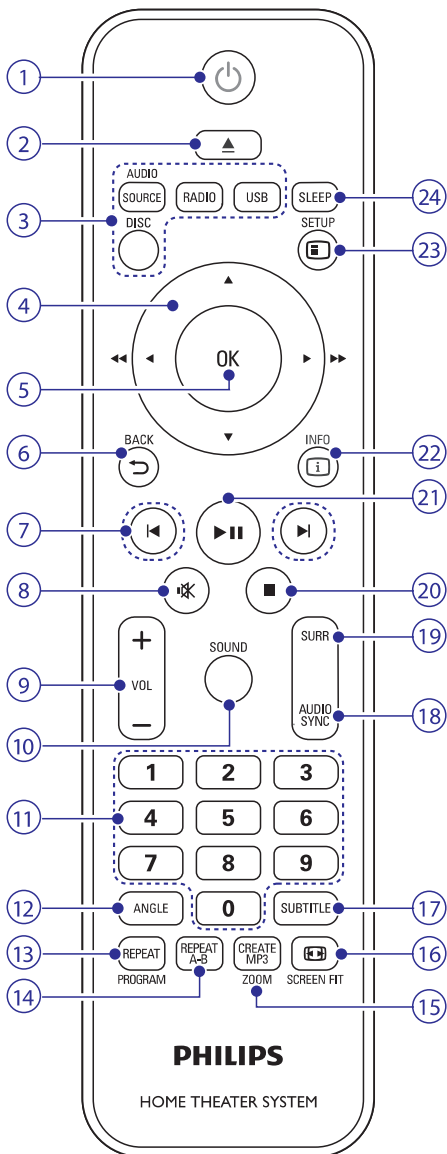 1
2
AUDIO
SOURCE RADIO USB SLEEP 24
3 DISC SETUP
23
4
OK
5
BACK INFO
6 i 22
21
7
8 20
+ SOUND SURR 19
9 VOL
AUDIO
SYNC 18
−
10
1 2 3
11 4 5 6
7 8 9
12 ANGLE 0 SUBTITLE 17
13 REPEAT REPEAT
A-B CREATE
MP3 16
PROGRAM ZOOM SCREEN FIT
14 15
PHILIPS
HOME THEATER SYSTEM